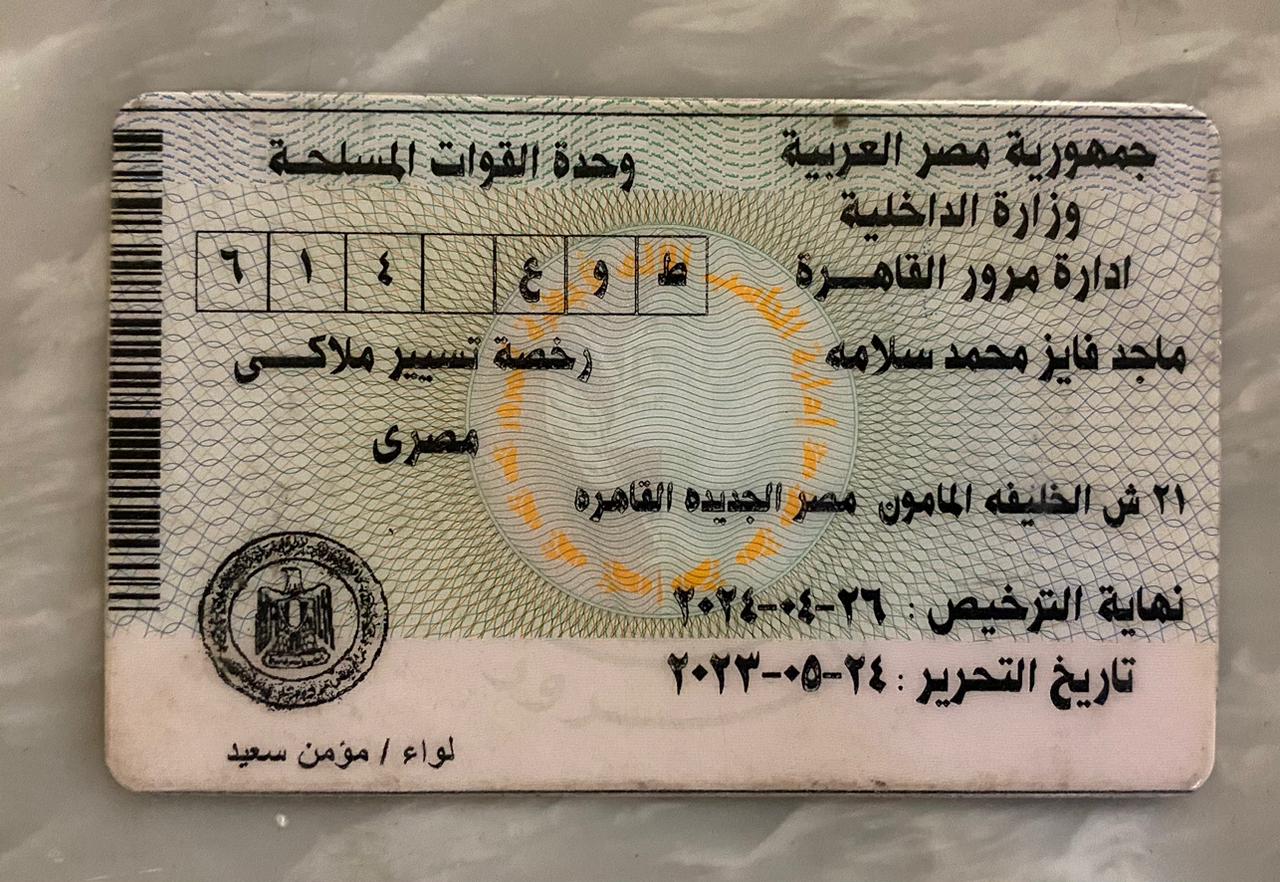 جمهورية مصر العربية
وحدة القوات المسلحة
وزارة الداخلية
ادارة مرور القاهرة
ط و ع ٤ ١ ٦
ماجد فايز محمد سلامه
رخصة تسيير ملاكى
مصرى
٢١ ش الخليفه المامون مصر الجديده القاهره
نهاية الترخيص : ٢٦-٠٤-٢٠٢٤
تاريخ التحرير : ٢٤-٠٥-٢٠٢٣
لواء / مؤمن سعيد